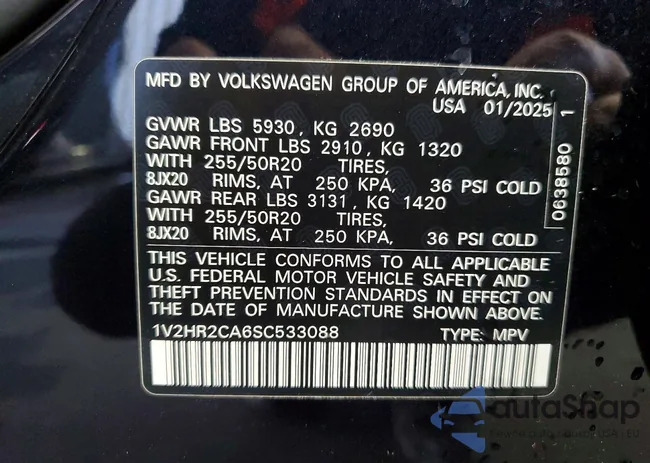 MFD BY VOLKSWAGEN GROUP OF AMERICA, INC.
USA 01/2025
GVWR LBS 5930, KG 2690
GAWR FRONT LBS 2910, KG 1320
WITH 255/50R20 TIRES,
8JX20 RIMS, AT 250 KPA, 36 PSI COLD
GAWR REAR LBS 3131, KG 1420
WITH 255/50R20 TIRES,
8JX20 RIMS, AT 250 KPA, 36 PSI COLD
0638580 1
THIS VEHICLE CONFORMS TO ALL APPLICABLE
U.S. FEDERAL MOTOR VEHICLE SAFETY AND
THEFT PREVENTION STANDARDS IN EFFECT ON
THE DATE OF MANUFACTURE SHOWN ABOVE.
1V2HR2CA6SC533088 TYPE: MPV
autaShap